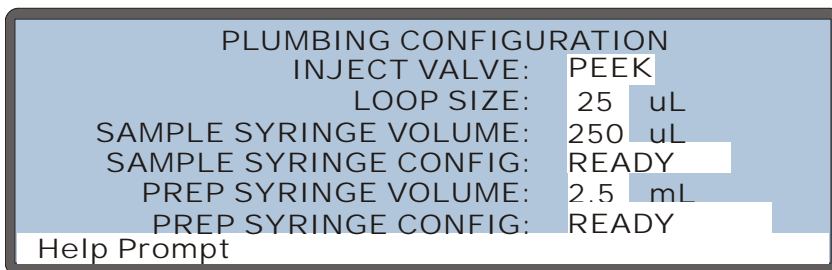 PLUMBING CONFIGURATION
INJECT VALVE: PEEK
LOOP SIZE: 25 uL
SAMPLE SYRINGE VOLUME: 250 uL
SAMPLE SYRINGE CONFIG: READY
PREP SYRINGE VOLUME: 2.5 mL
PREP SYRINGE CONFIG: READY
Help Prompt